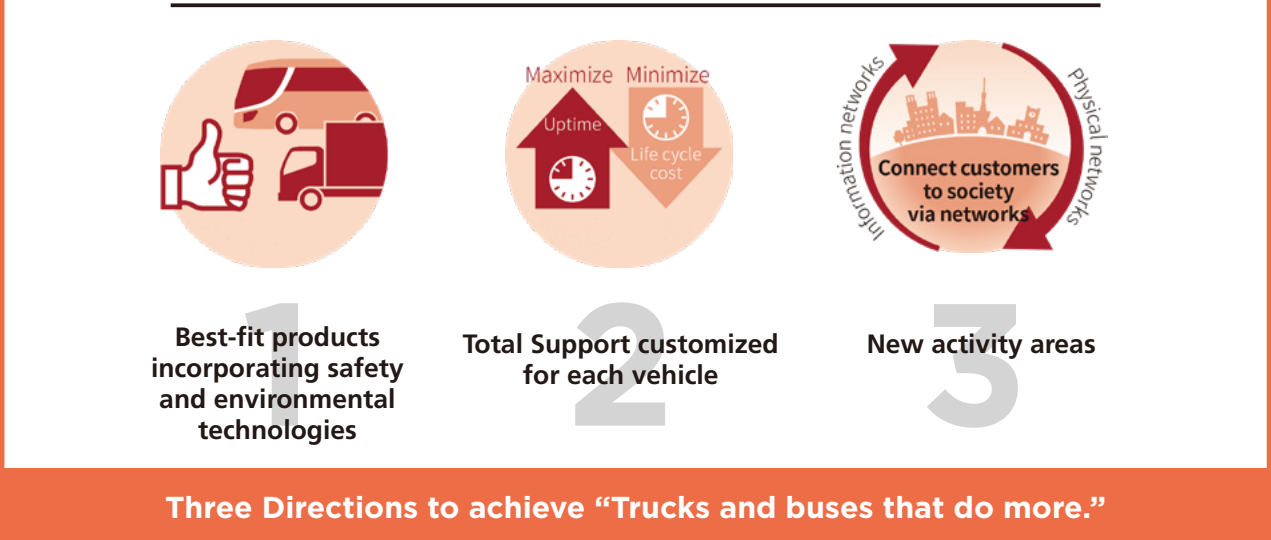 Maximize Minimize
Uptime
Life cycle
cost
Information networks
Physical networks
Connect customers
to society
via networks
1
Best-fit products
incorporating safety
and environmental
technologies
2
Total Support customized
for each vehicle
3
New activity areas
Three Directions to achieve “Trucks and buses that do more.”